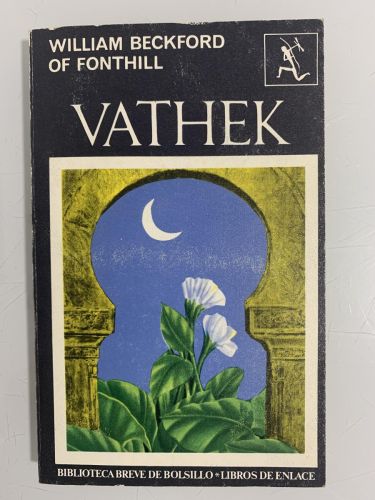 WILLIAM BECKFORD
OF FONTHILL
VATHEK
BIBLIOTECA BREVE DE BOLSILLO * LIBROS DE ENLACE